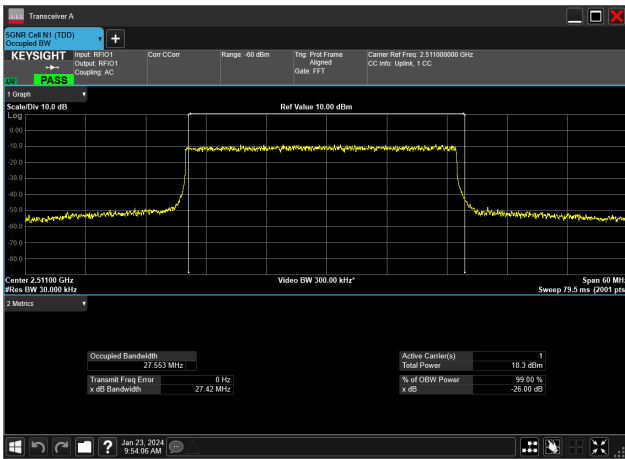 Transceiver A
5GNR Cell N1 (TDD)
Occupied BW
KEYSIGHT
PASS
Input: RFIO1
Output: RFIO1
Coupling: AC
Corr CCorr
Range: -60 dBm
Trig: Prot Frame
Aligned
Gate: FFT
Carrier Ref Freq: 2.511000000 GHz
CC Info: Uplink, 1 CC
1 Graph
Scale/Div 10.0 dB
Ref Value 10.00 dBm
Log
0.00
-10.0
-20.0
-30.0
-40.0
-50.0
-60.0
-70.0
-80.0
Center 2.51100 GHz
Video BW 300.00 kHz*
Span 60 MHz
#Res BW 30.000 kHz
Sweep 79.5 ms (2001 pts
2 Metrics
Occupied Bandwidth
27.553 MHz
Transmit Freq Error 0 Hz
x dB Bandwidth 27.42 MHz
Active Carrier(s) 1
Total Power 18.3 dBm
% of OBW Power 99.00 %
x dB -26.00 dB
Jan 23, 2024
9:54:06 AM